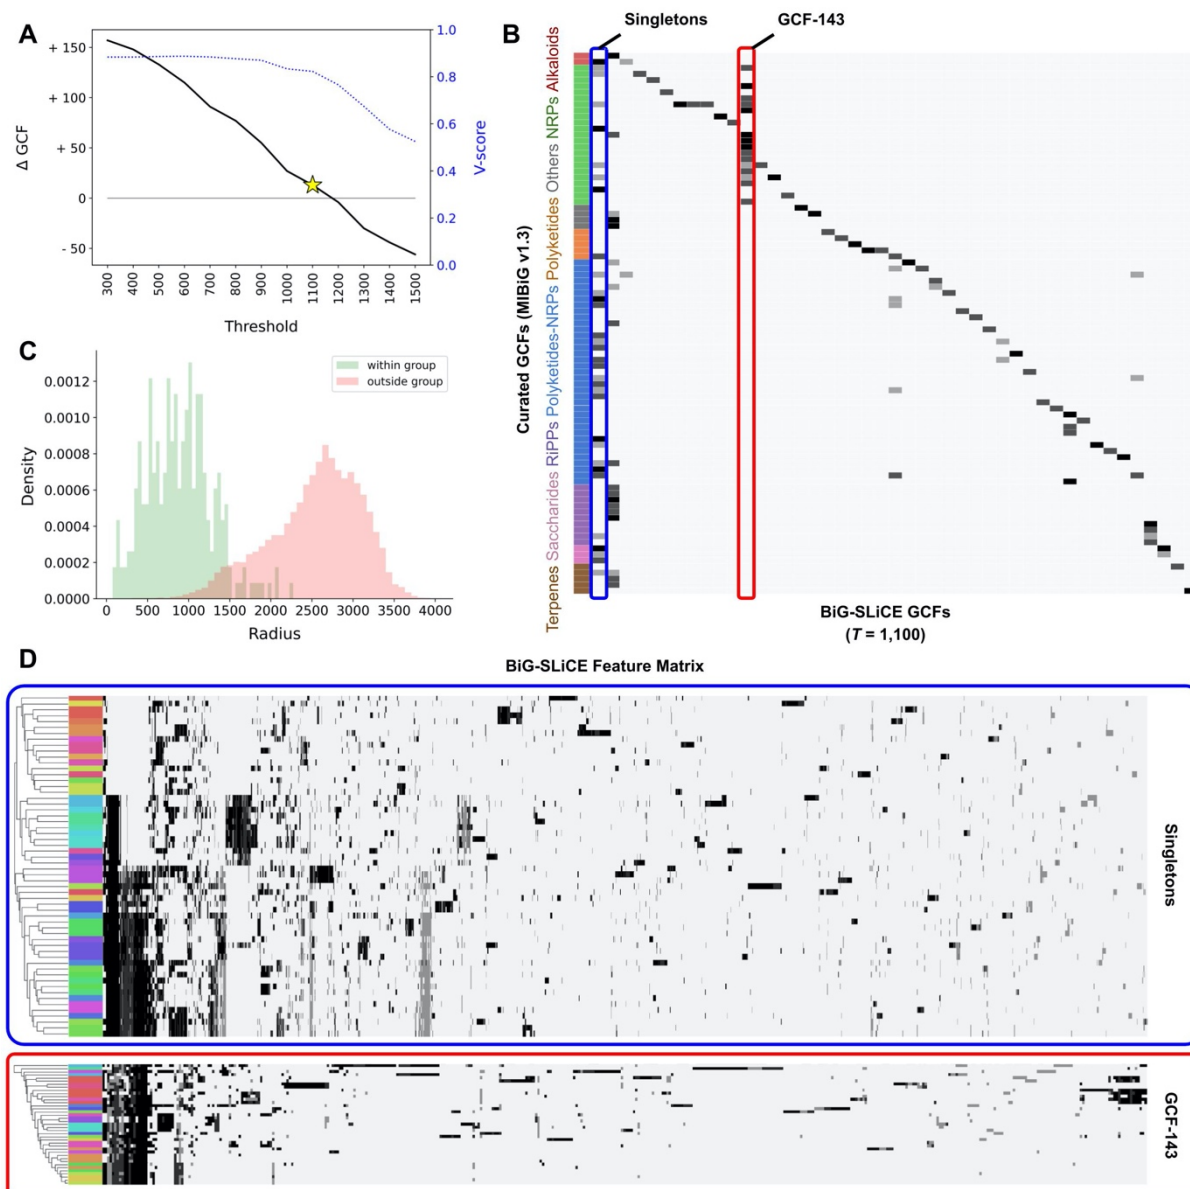 A
+ 150
+ 100
+ 50
0
- 50
Δ GCF
1.0
0.8
0.6
0.4
0.2
0.0
V-score
300
400
500
600
700
800
900
1000
1100
1200
1300
1400
1500
Threshold
B
Singletons
GCF-143
Curated GCFs (MIBiG v1.3)
Terpenes Saccharides RiPPs Polyketides-NRPs Polyketides Others NRPs Alkaloids
BiG-SLiCE GCFs
(T = 1,100)
C
within group
outside group
0.0012
0.0010
0.0008
0.0006
0.0004
0.0002
0.0000
Density
0 500 1000 1500 2000 2500 3000 3500 4000
Radius
D
BiG-SLiCE Feature Matrix
Singletons
GCF-143